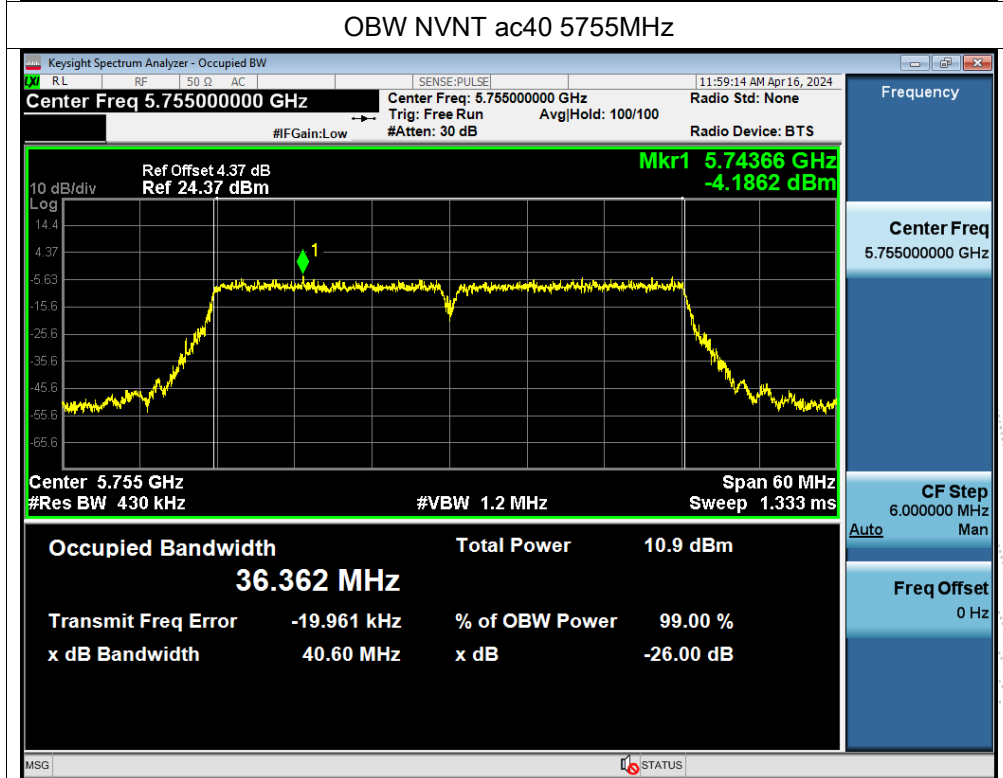 OBW NVNT ac40 5755MHz
Keysight Spectrum Analyzer - Occupied BW
LXI RL RF 50 Ω AC SENSE:PULSE 11:59:14 AM Apr 16, 2024
Center Freq 5.755000000 GHz
Center Freq: 5.755000000 GHz
Radio Std: None
Trig: Free Run Avg|Hold: 100/100
#IFGain:Low
#Atten: 30 dB
Radio Device: BTS
Frequency
Mkr1 5.74366 GHz
-4.1862 dBm
Ref Offset 4.37 dB
10 dB/div Ref 24.37 dBm
Log
14.4
4.37
-5.63
-15.6
-25.6
-35.6
-45.6
-55.6
-65.6
1
Center 5.755 GHz
Span 60 MHz
#Res BW 430 kHz
#VBW 1.2 MHz
Sweep 1.333 ms
Center Freq
5.755000000 GHz
CF Step
6.000000 MHz
Auto Man
Freq Offset
0 Hz
Occupied Bandwidth
36.362 MHz
Total Power 10.9 dBm
Transmit Freq Error -19.961 kHz
% of OBW Power 99.00 %
x dB Bandwidth 40.60 MHz
x dB -26.00 dB
MSG
STATUS